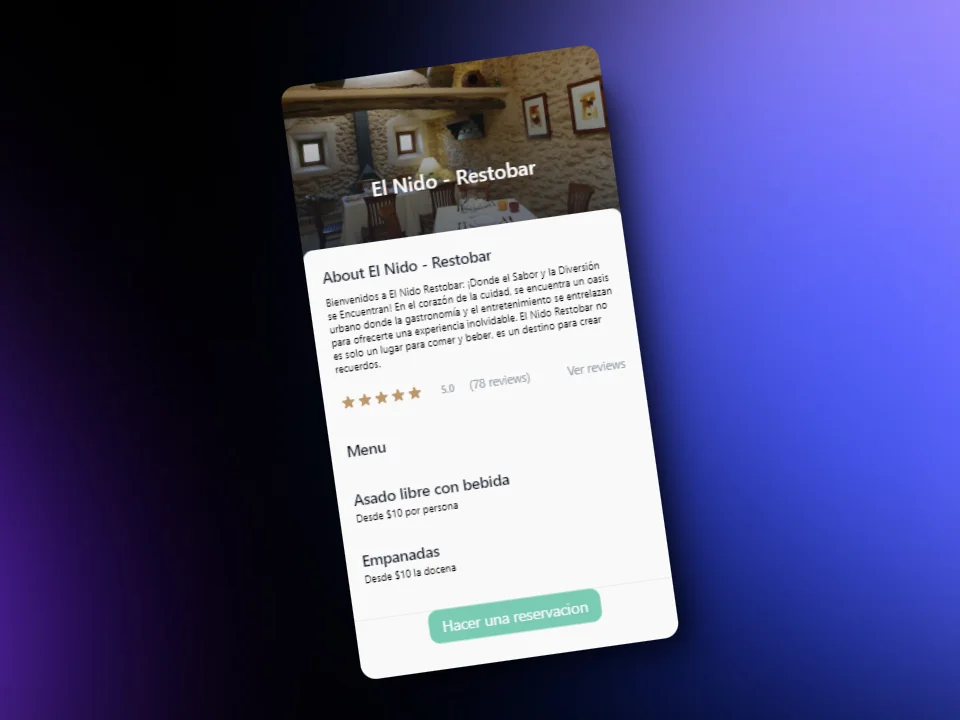 El Nido - Restobar
About El Nido - Restobar
Bienvenidos a El Nido Restobar: ¡Donde el Sabor y la Diversión
se Encuentran! En el corazón de la cuidad, se encuentra un oasis
urbano donde la gastronomía y el entretenimiento se entrelazan
para ofrecerte una experiencia inolvidable. El Nido Restobar no
es solo un lugar para comer y beber, es un destino para crear
recuerdos.
5.0 (78 reviews) Ver reviews
Menu
Asado libre con bebida
Desde $10 por persona
Empanadas
Desde $10 la docena
Hacer una reservacion